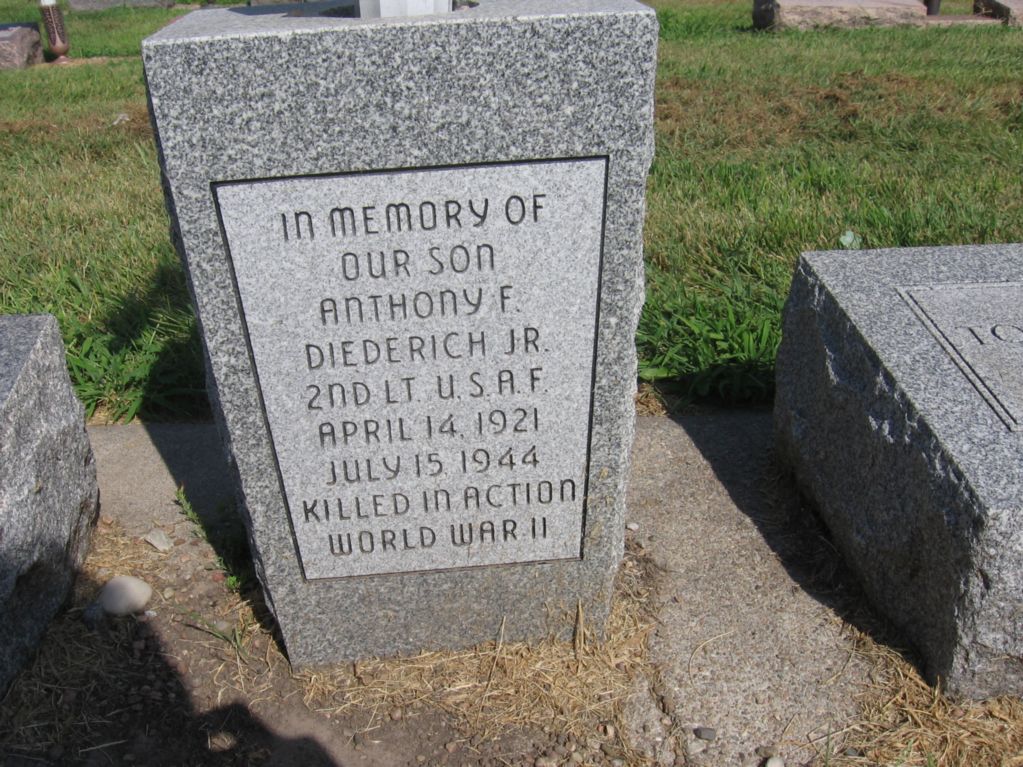 IN MEMORY OF
OUR SON
ANTHONY F.
DIEDERICH JR.
2ND LT. U.S.A.F.
APRIL 14, 1921
JULY 15 1944
KILLED IN ACTION
WORLD WAR II